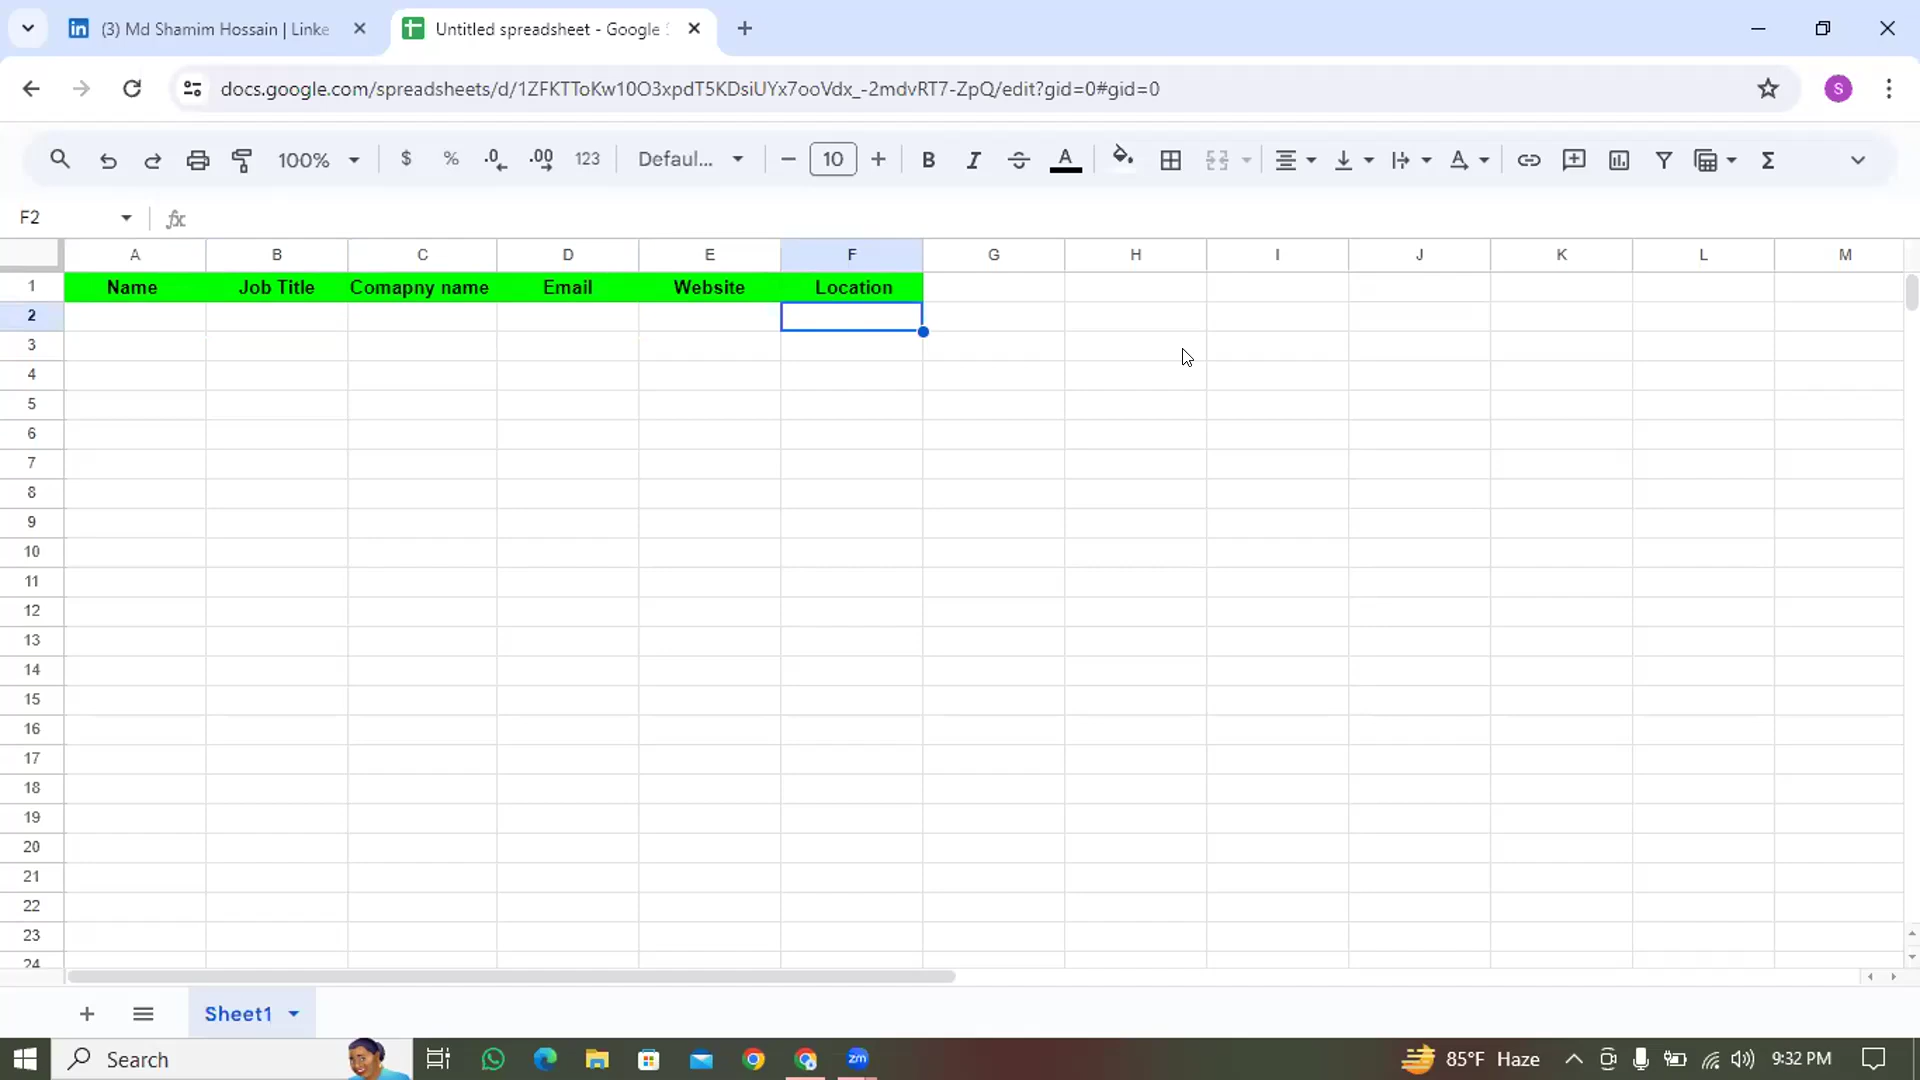 (3) Md Shamim Hossain | Linke
Untitled spreadsheet - Google
docs.google.com/spreadsheets/d/1ZFKTToKw10O3xpdT5KDsiUYx7ooVdx_-2mdvRT7-ZpQ/edit?gid=0#gid=0
S
100% $ % .0 .00 123 Defaul... 10 B I S A Σ
F2 fx
A B C D E F G H I J K L M
1 Name Job Title Comapny name Email Website Location
2
3
4
5
6
7
8
9
10
11
12
13
14
15
16
17
18
19
20
21
22
23
24
Sheet1
Search zm 85°F Haze 9:32 PM